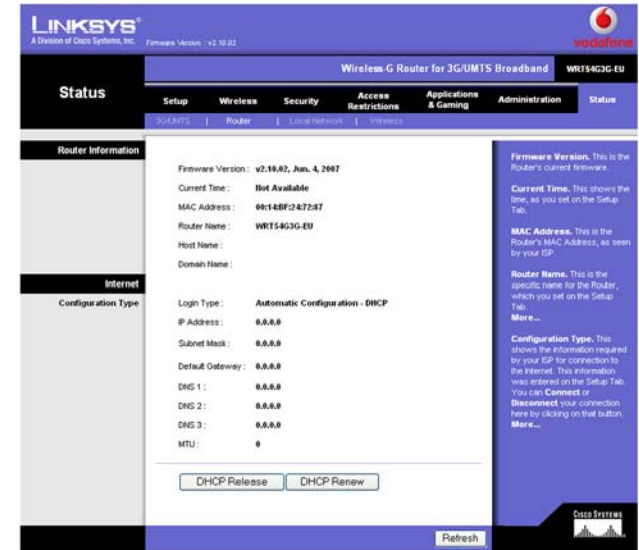 LINKSYS®
A Division of Cisco Systems, Inc.
Firmware Version : v2.10.02
vodafone
Wireless-G Router for 3G/UMTS Broadband
WRT54G3G-EU
Status
Setup
Wireless
Security
Access Restrictions
Applications & Gaming
Administration
Status
3G/UMTS | Router | Local Network | Wireless
Router Information
Firmware Version : v2.10.02, Jun. 4, 2007
Current Time : Not Available
MAC Address : 00:14:BF:24:72:87
Router Name : WRT54G3G-EU
Host Name :
Domain Name :
Internet
Configuration Type
Login Type : Automatic Configuration - DHCP
IP Address : 0.0.0.0
Subnet Mask : 0.0.0.0
Default Gateway : 0.0.0.0
DNS 1 : 0.0.0.0
DNS 2 : 0.0.0.0
DNS 3 : 0.0.0.0
MTU : 0
DHCP Release
DHCP Renew
Firmware Version. This is the
Router's current firmware.
Current Time. This shows the
time, as you set on the Setup
Tab.
MAC Address. This is the
Router's MAC Address, as seen
by your ISP.
Router Name. This is the
specific name for the Router,
which you set on the Setup
Tab.
More...
Configuration Type. This
shows the information required
by your ISP for connection to
the Internet. This information
was entered on the Setup Tab.
You can Connect or
Disconnect your connection
here by clicking on that button.
More...
Refresh
CISCO SYSTEMS